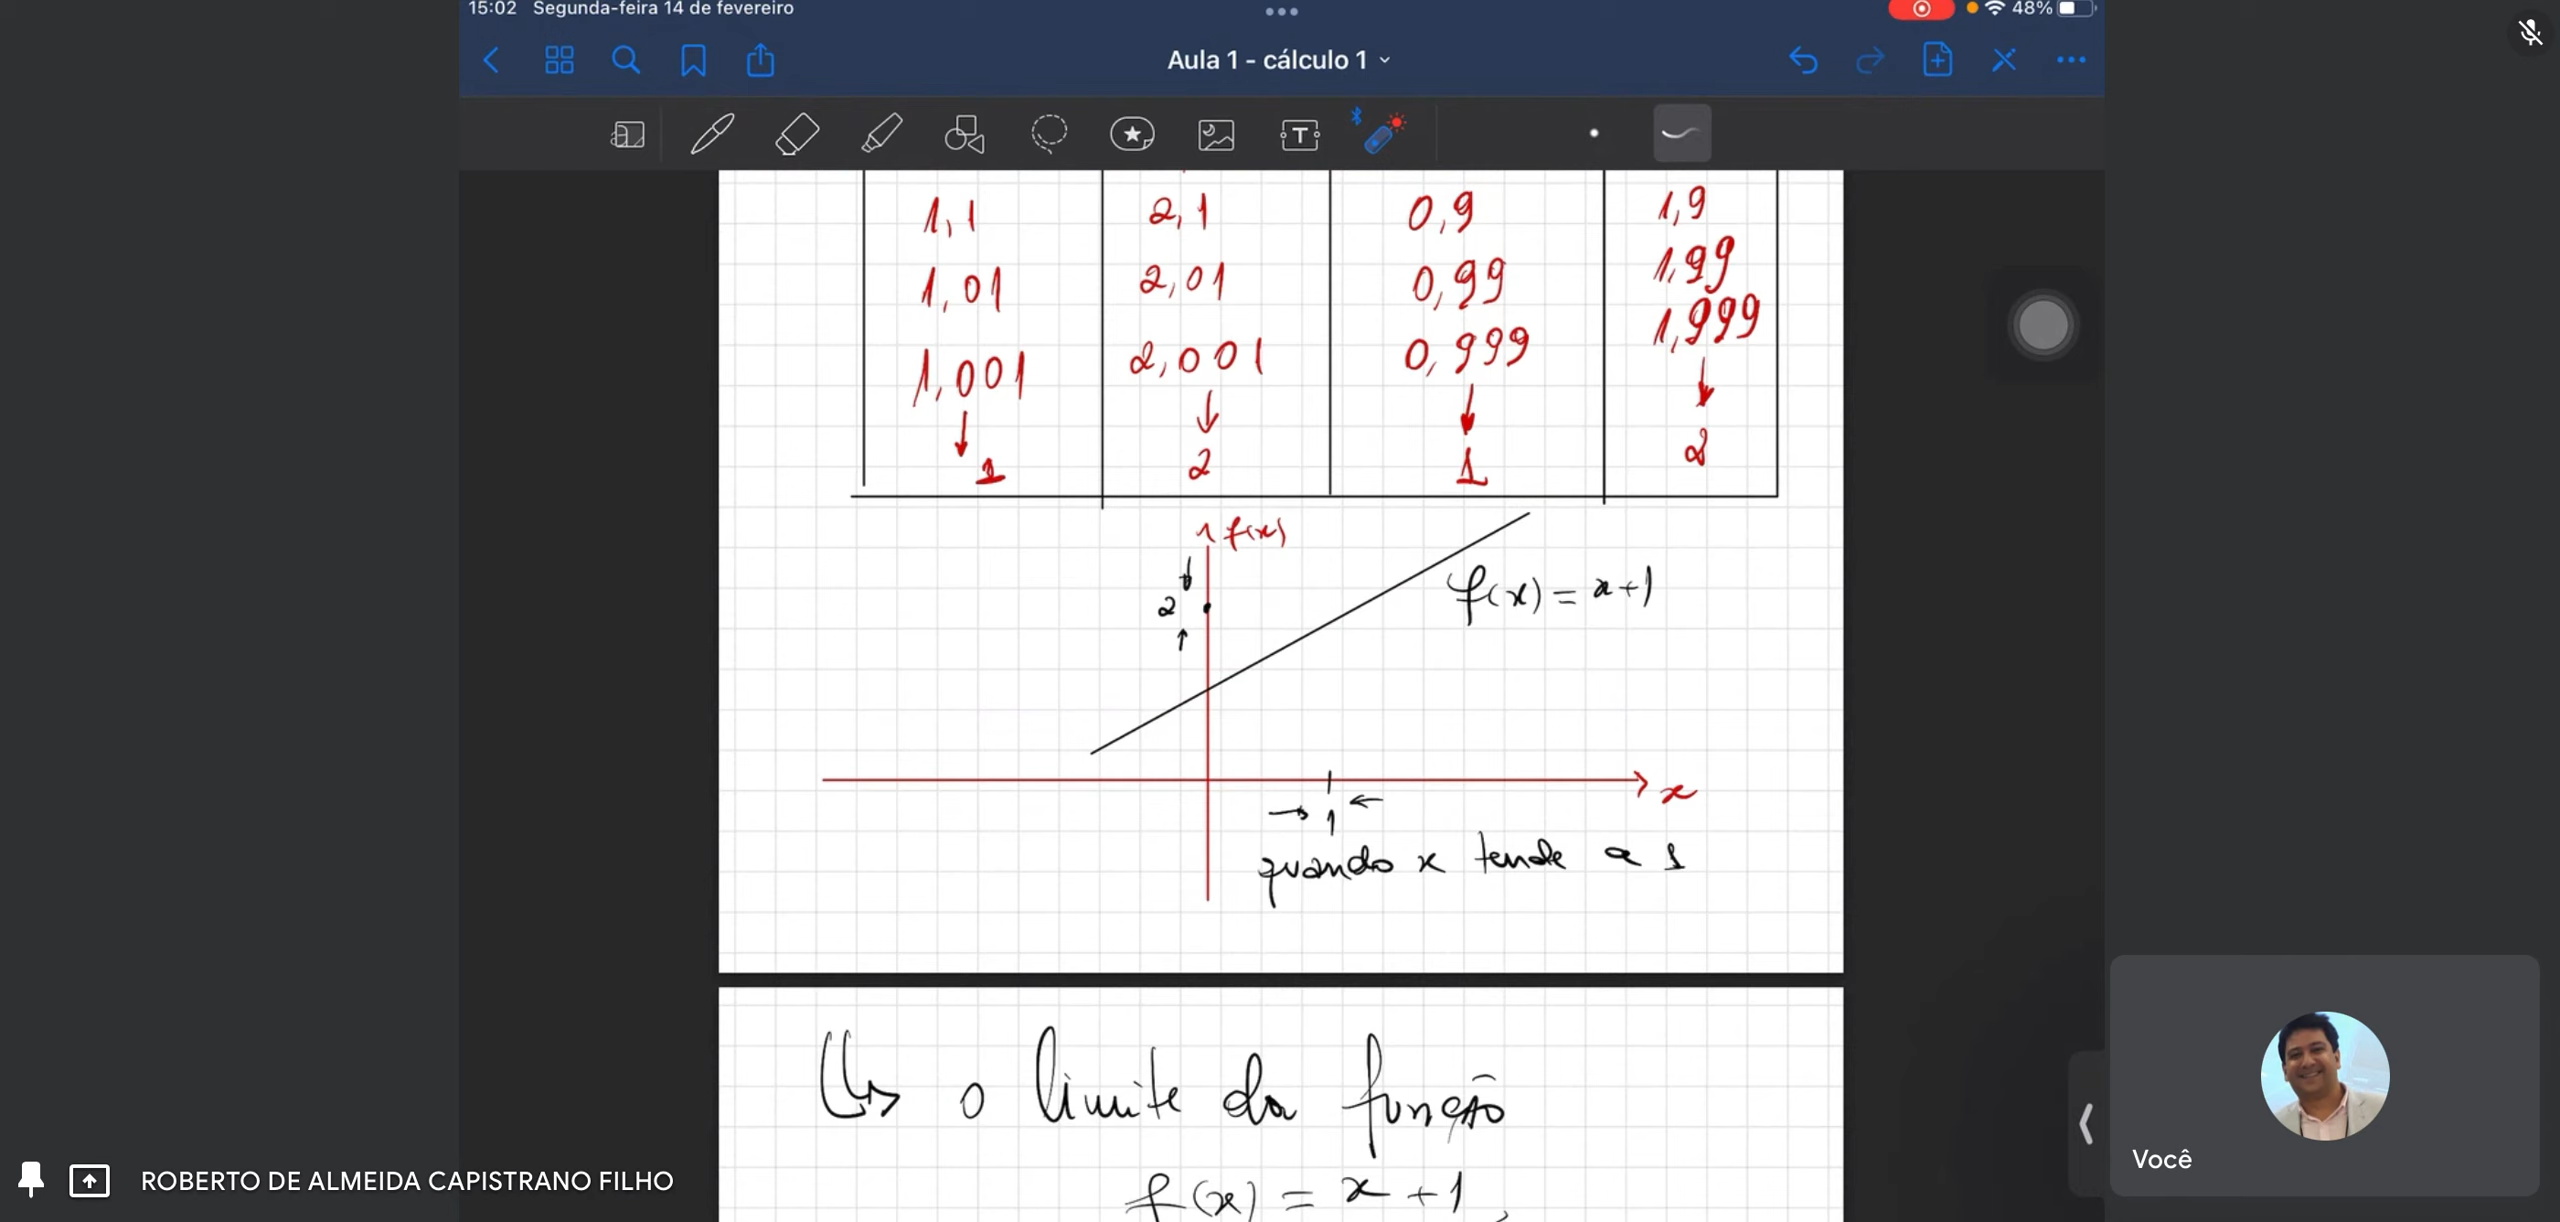 15:02 Segunda-feira 14 de fevereiro
48%
Aula 1 - cálculo 1
T
1,1 2,1 0,9 1,9
1,01 2,01 0,99 1,99
1,001 2,001 0,999 1,999
1 2 1 2
f(x)
f(x) = x+1
2
x
1
quando x tende a 1
o limite da função
f(x) = x+1,
ROBERTO DE ALMEIDA CAPISTRANO FILHO
Você